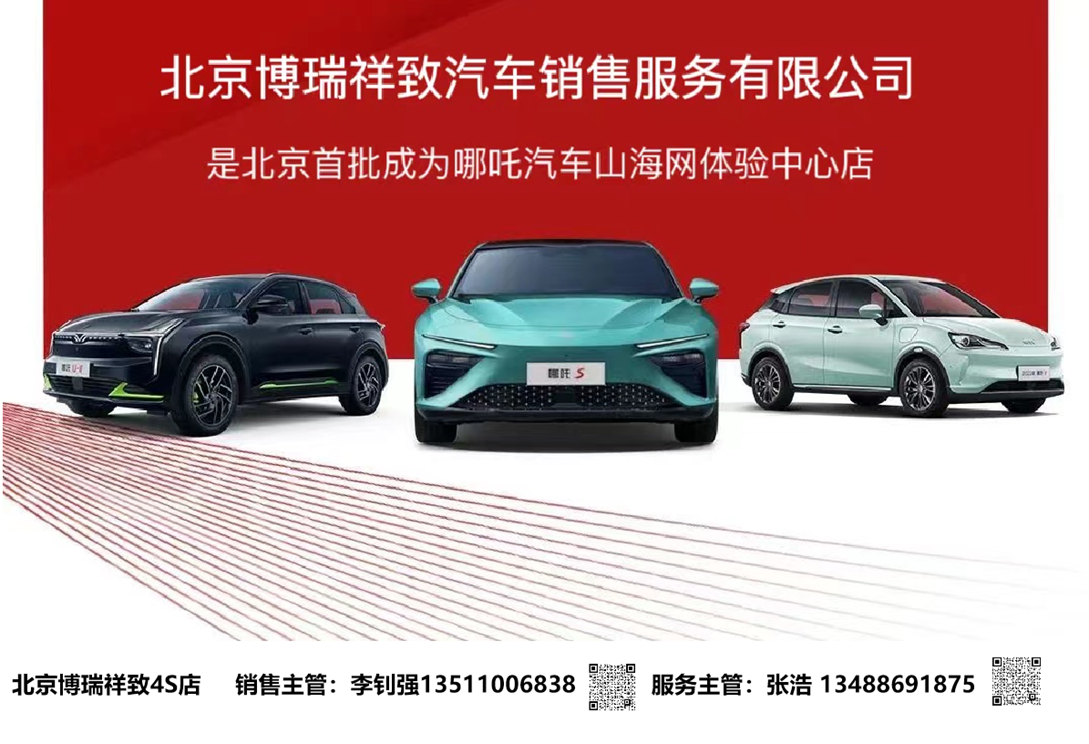 北京博瑞祥致汽车销售服务有限公司
是北京首批成为哪吒汽车山海网体验中心店
哪吒 U-II
哪吒 S
北京博瑞祥致4S店 销售主管：李钊强13511006838 服务主管：张浩 13488691875